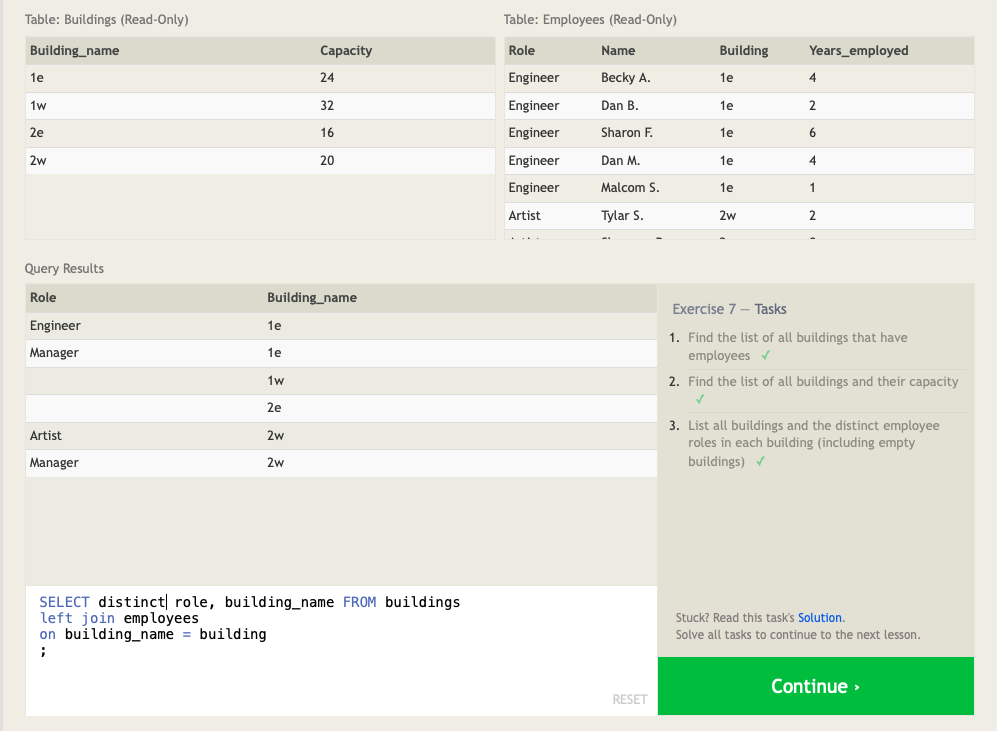 Table: Buildings (Read-Only)
Building_name Capacity
1e 24
1w 32
2e 16
2w 20
Table: Employees (Read-Only)
Role Name Building Years_employed
Engineer Becky A. 1e 4
Engineer Dan B. 1e 2
Engineer Sharon F. 1e 6
Engineer Dan M. 1e 4
Engineer Malcom S. 1e 1
Artist Tylar S. 2w 2
Query Results
Role Building_name
Engineer 1e
Manager 1e
1w
2e
Artist 2w
Manager 2w
SELECT distinct role, building_name FROM buildings
left join employees
on building_name = building
;
RESET
Exercise 7 — Tasks
1. Find the list of all buildings that have
employees ✓
2. Find the list of all buildings and their capacity
✓
3. List all buildings and the distinct employee
roles in each building (including empty
buildings) ✓
Stuck? Read this task's Solution.
Solve all tasks to continue to the next lesson.
Continue ›